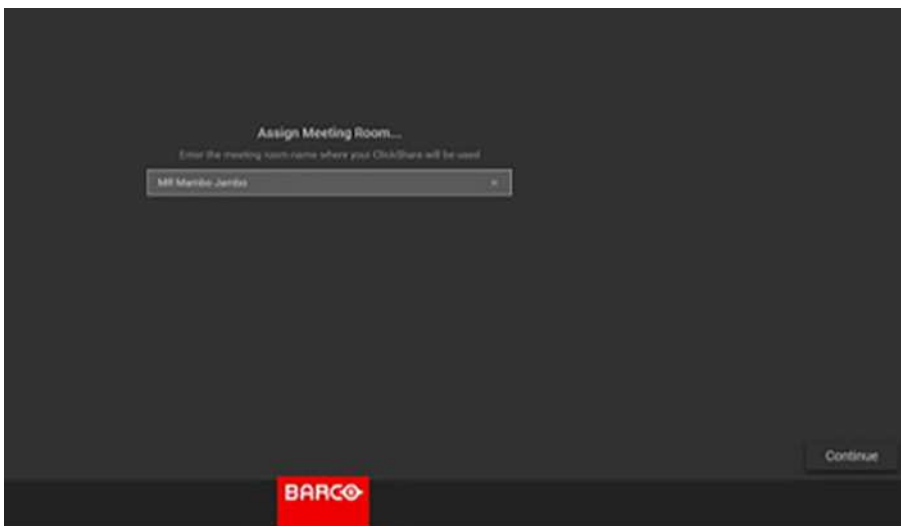 Assign Meeting Room...
Enter the meeting room name where your ClickShare will be used
MR Mambo Jambo
Continue
BARCO